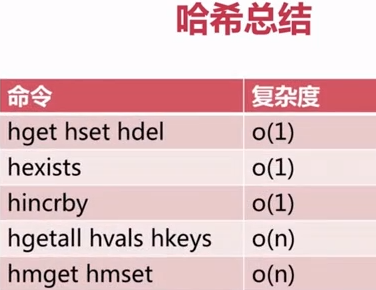 哈希总结
命令 复杂度
hget hset hdel o(1)
hexists o(1)
hincrby o(1)
hgetall hvals hkeys o(n)
hmget hmset o(n)